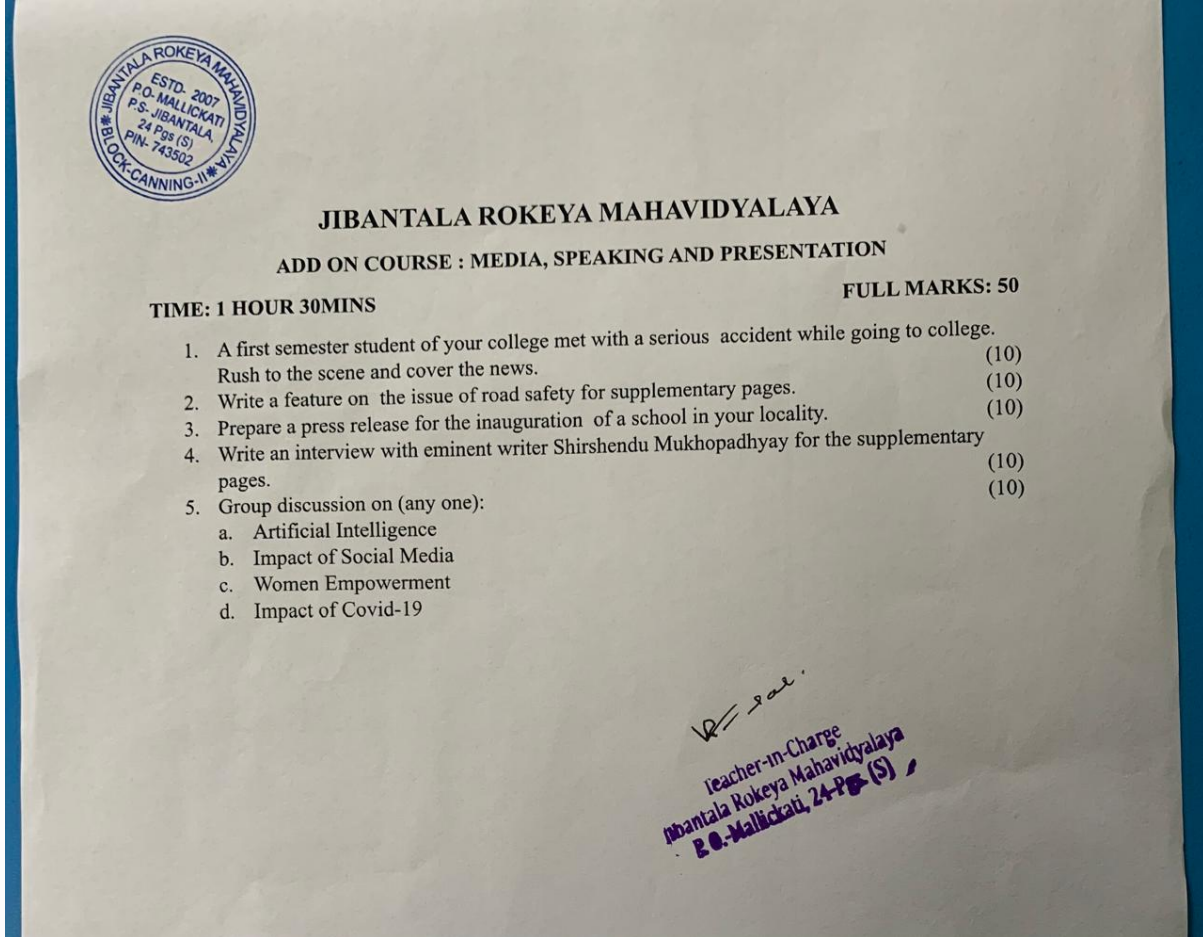 JIBANTALA ROKEYA MAHAVIDYALAYA
ESTD- 2007
P.O- MALLICKATI
P.S- JIBANTALA,
24 Pgs (S)
PIN- 743502
* BLOCK-CANNING-II *
JIBANTALA ROKEYA MAHAVIDYALAYA
ADD ON COURSE : MEDIA, SPEAKING AND PRESENTATION
TIME: 1 HOUR 30MINS FULL MARKS: 50
1. A first semester student of your college met with a serious accident while going to college.
Rush to the scene and cover the news. (10)
2. Write a feature on the issue of road safety for supplementary pages. (10)
3. Prepare a press release for the inauguration of a school in your locality. (10)
4. Write an interview with eminent writer Shirshendu Mukhopadhyay for the supplementary
pages. (10)
5. Group discussion on (any one): (10)
a. Artificial Intelligence
b. Impact of Social Media
c. Women Empowerment
d. Impact of Covid-19
Teacher-in-Charge
Jibantala Rokeya Mahavidyalaya
P.O.-Mallickati, 24-Pgs (S)